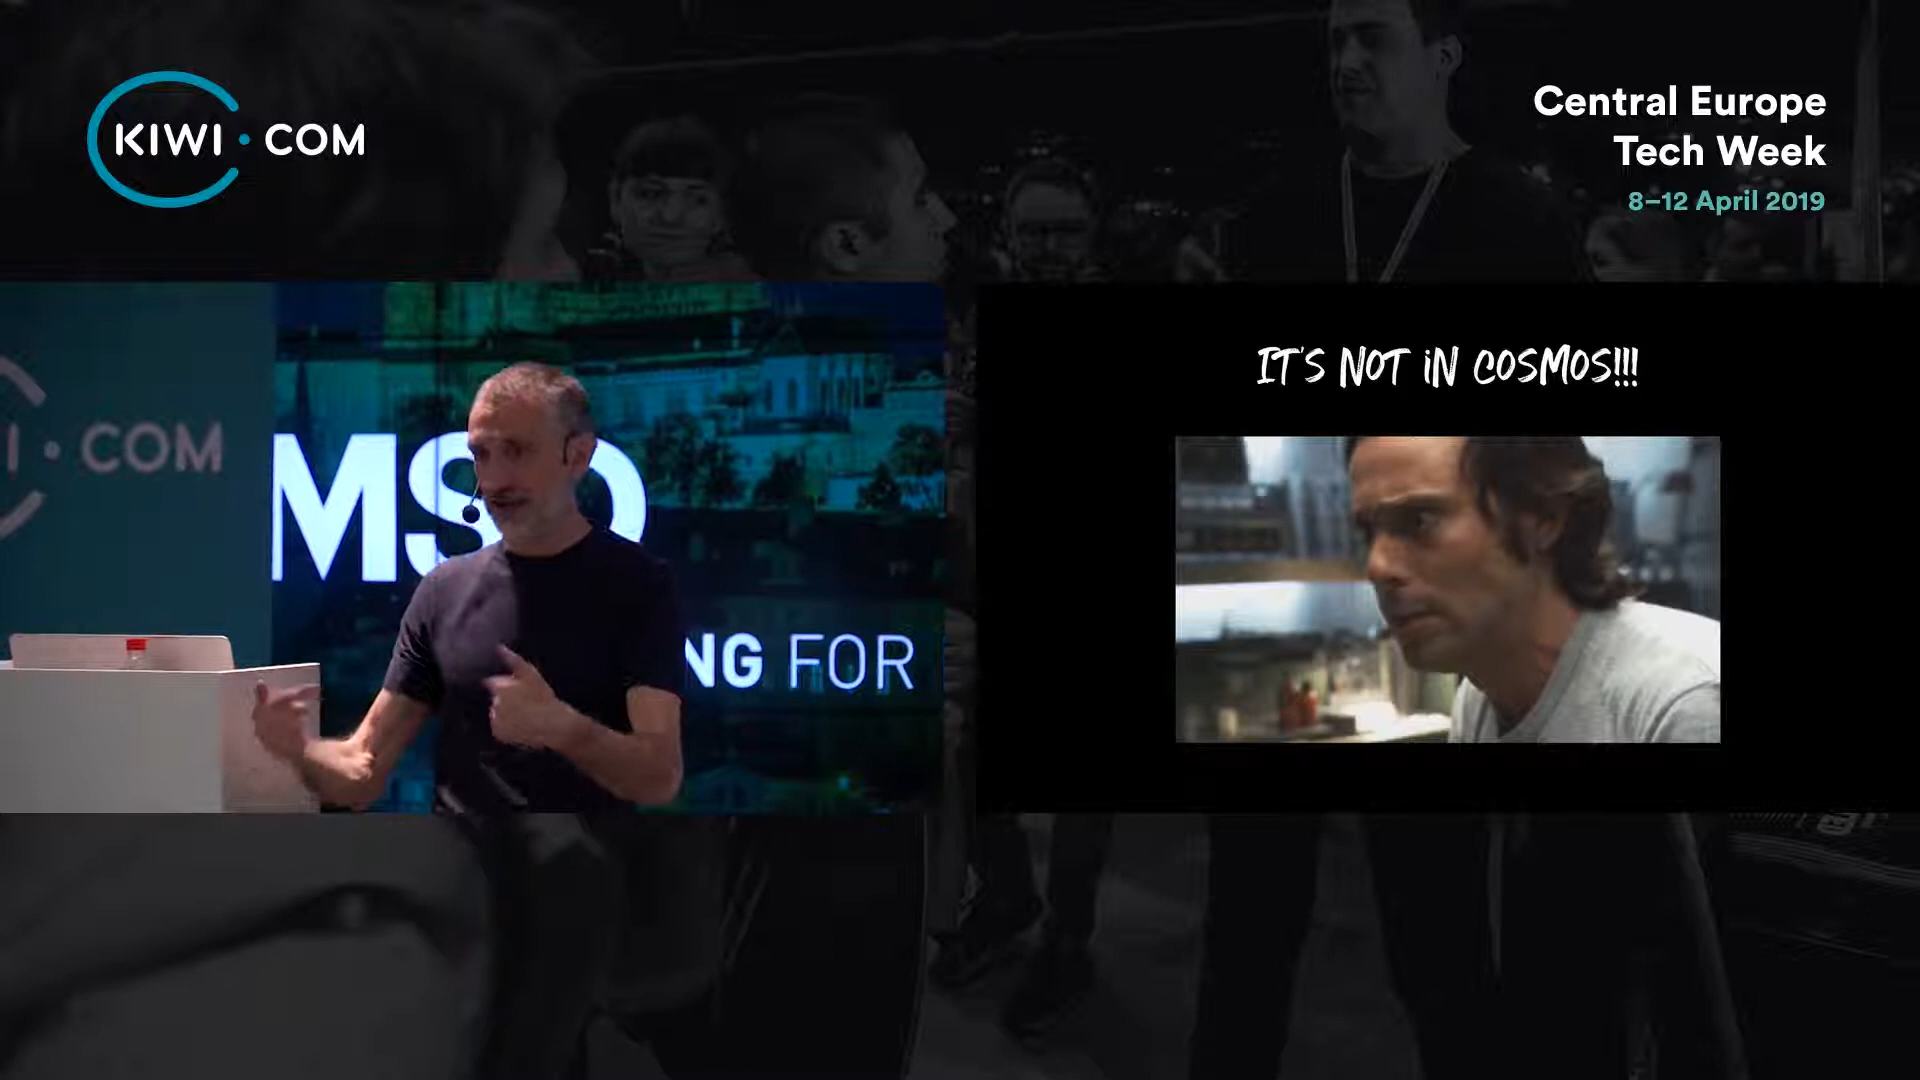 KIWI·COM
Central Europe
Tech Week
8–12 April 2019
I·COM
MS
NG FOR
IT'S NOT IN COSMOS!!!